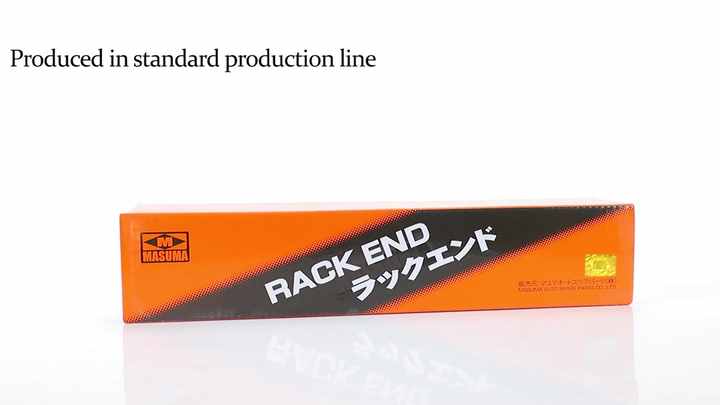 Produced in standard production line
M
MASUMA
RACK END
ラックエンド